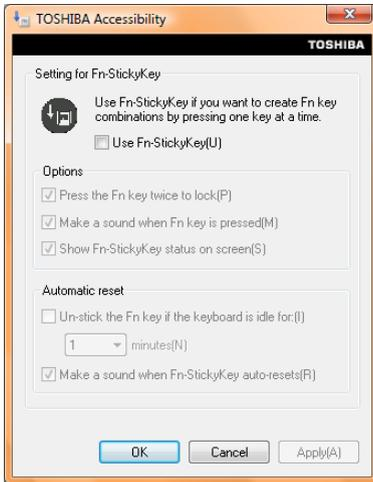 TOSHIBA Accessibility
TOSHIBA
Setting for Fn-StickyKey
Use Fn-StickyKey if you want to create Fn key
combinations by pressing one key at a time.
Use Fn-StickyKey(U)
Options
Press the Fn key twice to lock(P)
Make a sound when Fn key is pressed(M)
Show Fn-StickyKey status on screen(S)
Automatic reset
Un-stick the Fn key if the keyboard is idle for:(I)
1 minutes(N)
Make a sound when Fn-StickyKey auto-resets(R)
OK Cancel Apply(A)